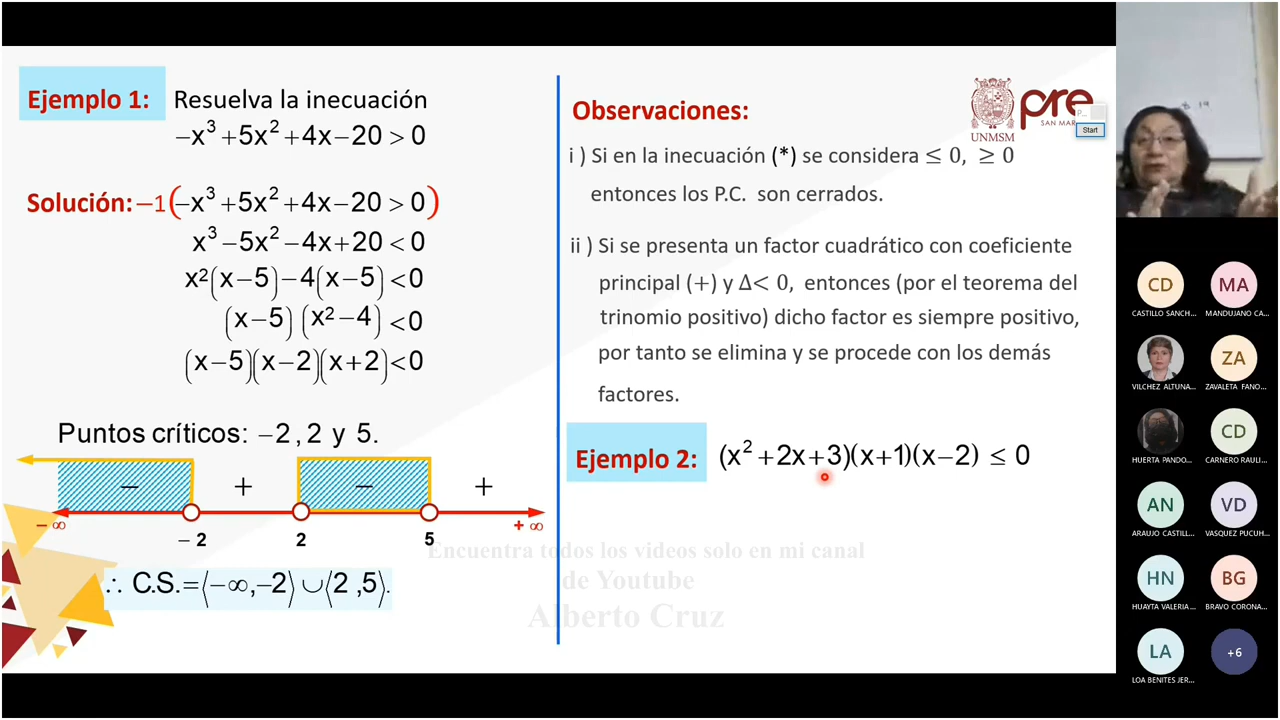 Ejemplo 1: Resuelva la inecuación
−x³+5x²+4x−20>0
Solución: −1(−x³+5x²+4x−20>0)
x³−5x²−4x+20<0
x²(x−5)−4(x−5)<0
(x−5)(x²−4)<0
(x−5)(x−2)(x+2)<0
Puntos críticos: −2, 2 y 5.
− + − +
− ∞ − 2 2 5 + ∞
∴ C.S.=⟨−∞,−2⟩∪⟨2,5⟩.
Observaciones:
UNMSM
pre
SAN MAR
P...
Start
i ) Si en la inecuación (*) se considera ≤ 0, ≥ 0
entonces los P.C. son cerrados.
ii ) Si se presenta un factor cuadrático con coeficiente
principal (+) y Δ< 0, entonces (por el teorema del
trinomio positivo) dicho factor es siempre positivo,
por tanto se elimina y se procede con los demás
factores.
Ejemplo 2: (x²+2x+3)(x+1)(x−2) ≤ 0
Encuentra todos los videos solo en mi canal
de Youtube
Alberto Cruz
CD MA
CASTILLO SANCH... MANDUJANO CA...
ZA
VILCHEZ ALTUNA... ZAVALETA FANO...
CD
HUERTA PANDO... CARNERO RAULI...
AN VD
ARAUJO CASTILL... VASQUEZ PUCUH...
HN BG
HUAYTA VALERIA... BRAVO CORONA...
LA +6
LOA BENITES JER...